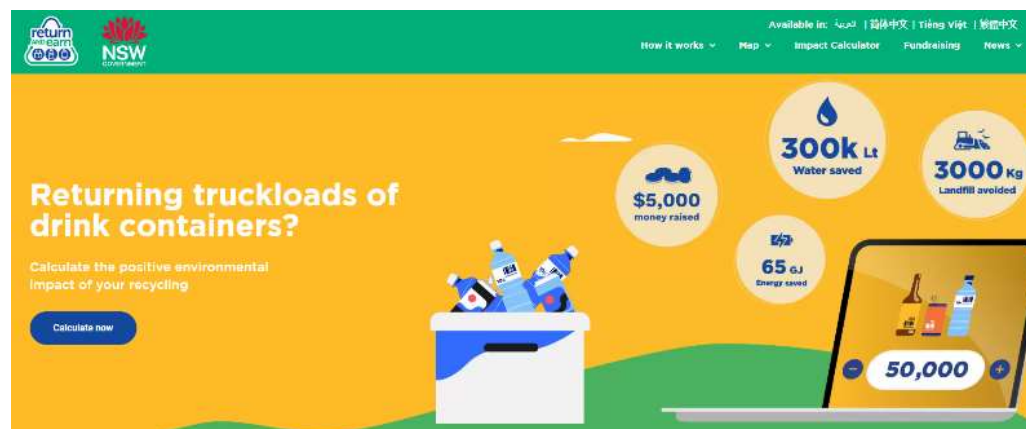 return
AND earn
NSW
GOVERNMENT
Available in: العربية | 简体中文 | Tiếng Việt | 繁體中文
How it works
Map
Impact Calculator
Fundraising
News
Returning truckloads of
drink containers?
Calculate the positive environmental
impact of your recycling
Calculate now
$5,000
money raised
300k Lt
Water saved
3000 Kg
Landfill avoided
65 GJ
Energy saved
50,000